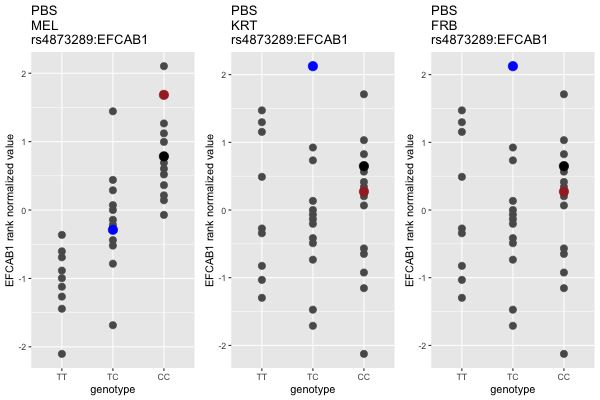 PBS
MEL
rs4873289:EFCAB1
EFCAB1 rank normalized value
2
1
0
-1
-2
TT TC CC
genotype
PBS
KRT
rs4873289:EFCAB1
EFCAB1 rank normalized value
2
1
0
-1
-2
TT TC CC
genotype
PBS
FRB
rs4873289:EFCAB1
EFCAB1 rank normalized value
2
1
0
-1
-2
TT TC CC
genotype